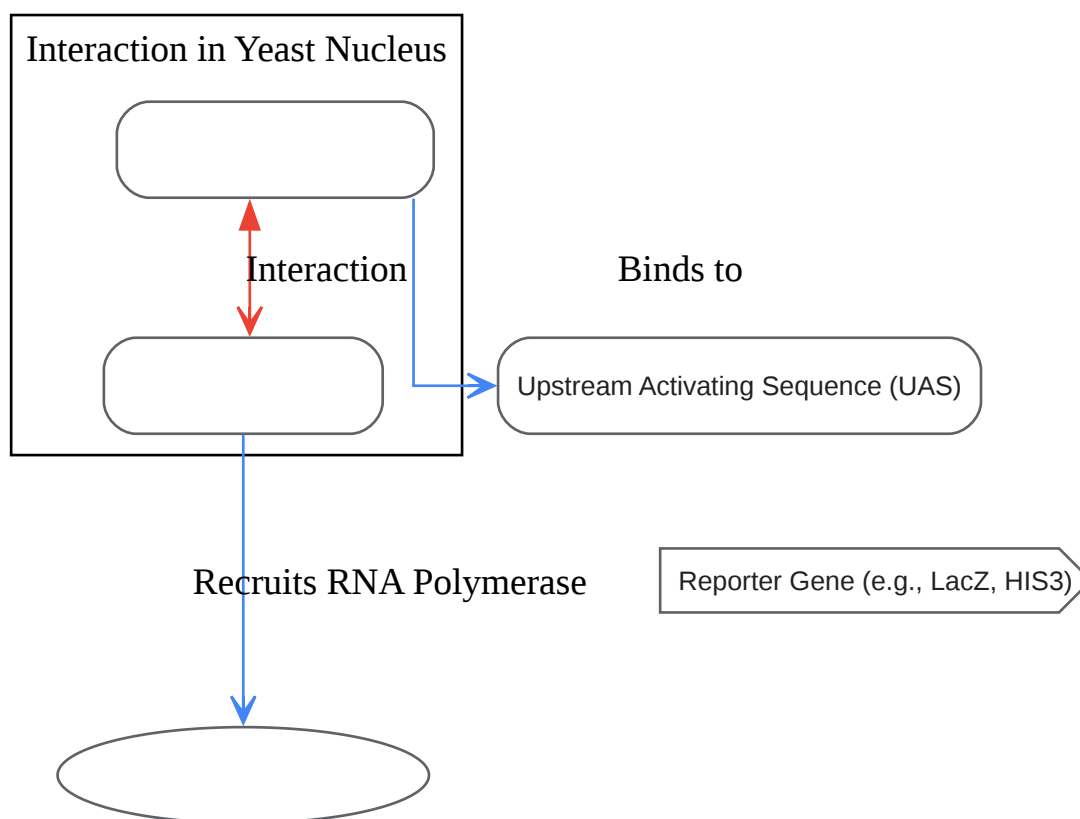 Interaction in Yeast Nucleus
Interaction
Binds to
Upstream Activating Sequence (UAS)
Recruits RNA Polymerase
Reporter Gene (e.g., LacZ, HIS3)